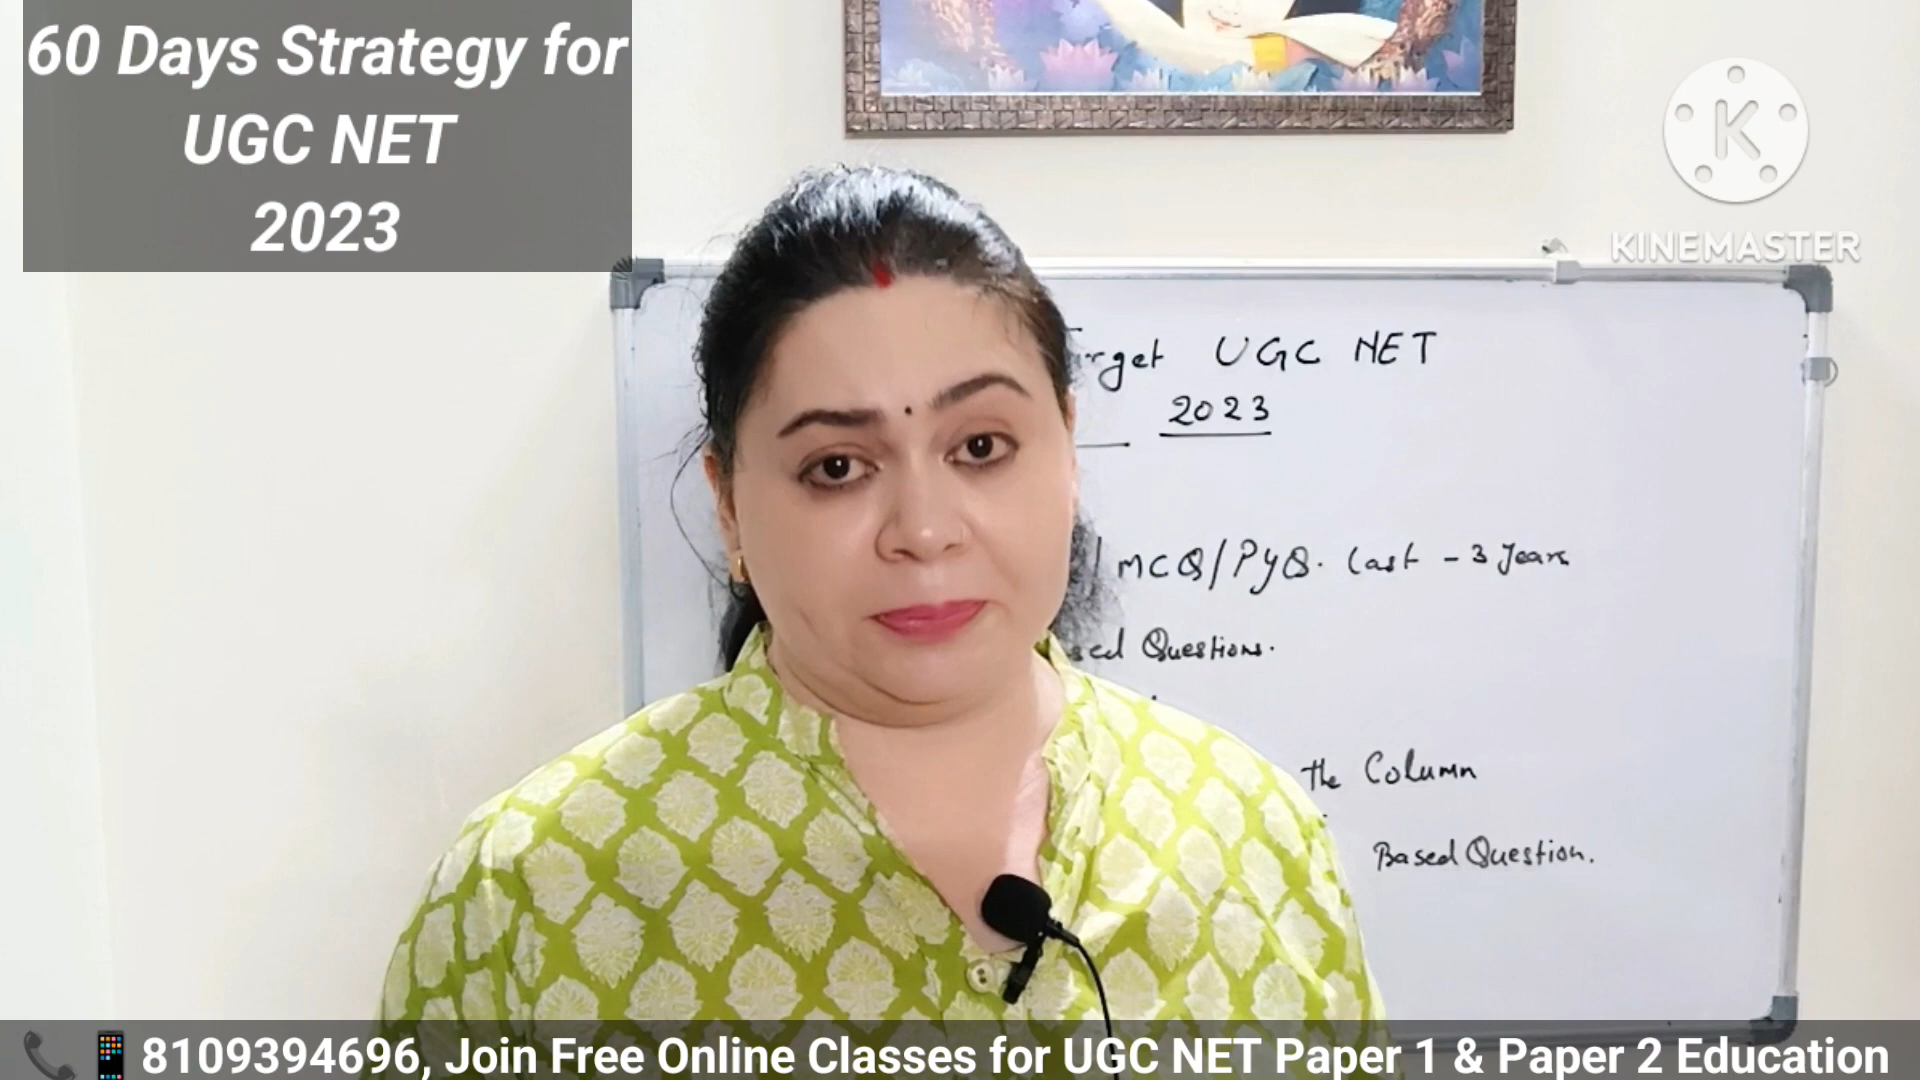 60 Days Strategy for
UGC NET
2023
K
KINEMASTER
UGC NET
2023
MCQ/PYQ. Last - 3 Years
Questions.
the Column
Based Question.
8109394696, Join Free Online Classes for UGC NET Paper 1 & Paper 2 Education